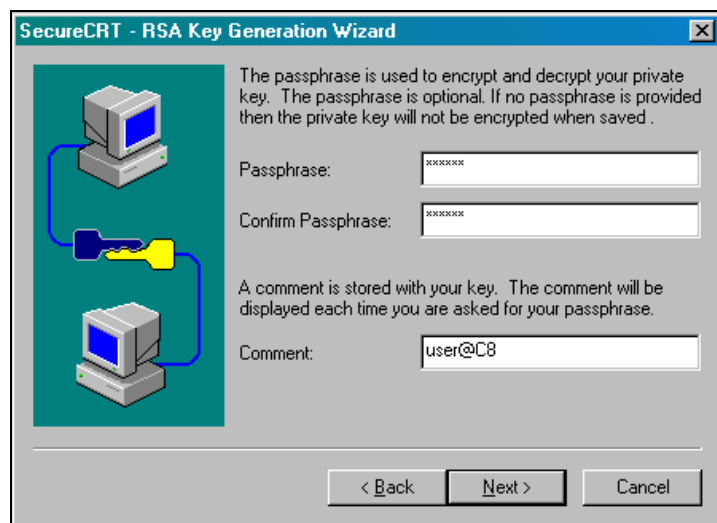 SecureCRT - RSA Key Generation Wizard
The passphrase is used to encrypt and decrypt your private
key. The passphrase is optional. If no passphrase is provided
then the private key will not be encrypted when saved .
Passphrase: ××××××
Confirm Passphrase: ××××××
A comment is stored with your key. The comment will be
displayed each time you are asked for your passphrase.
Comment: user@C8
< Back Next > Cancel